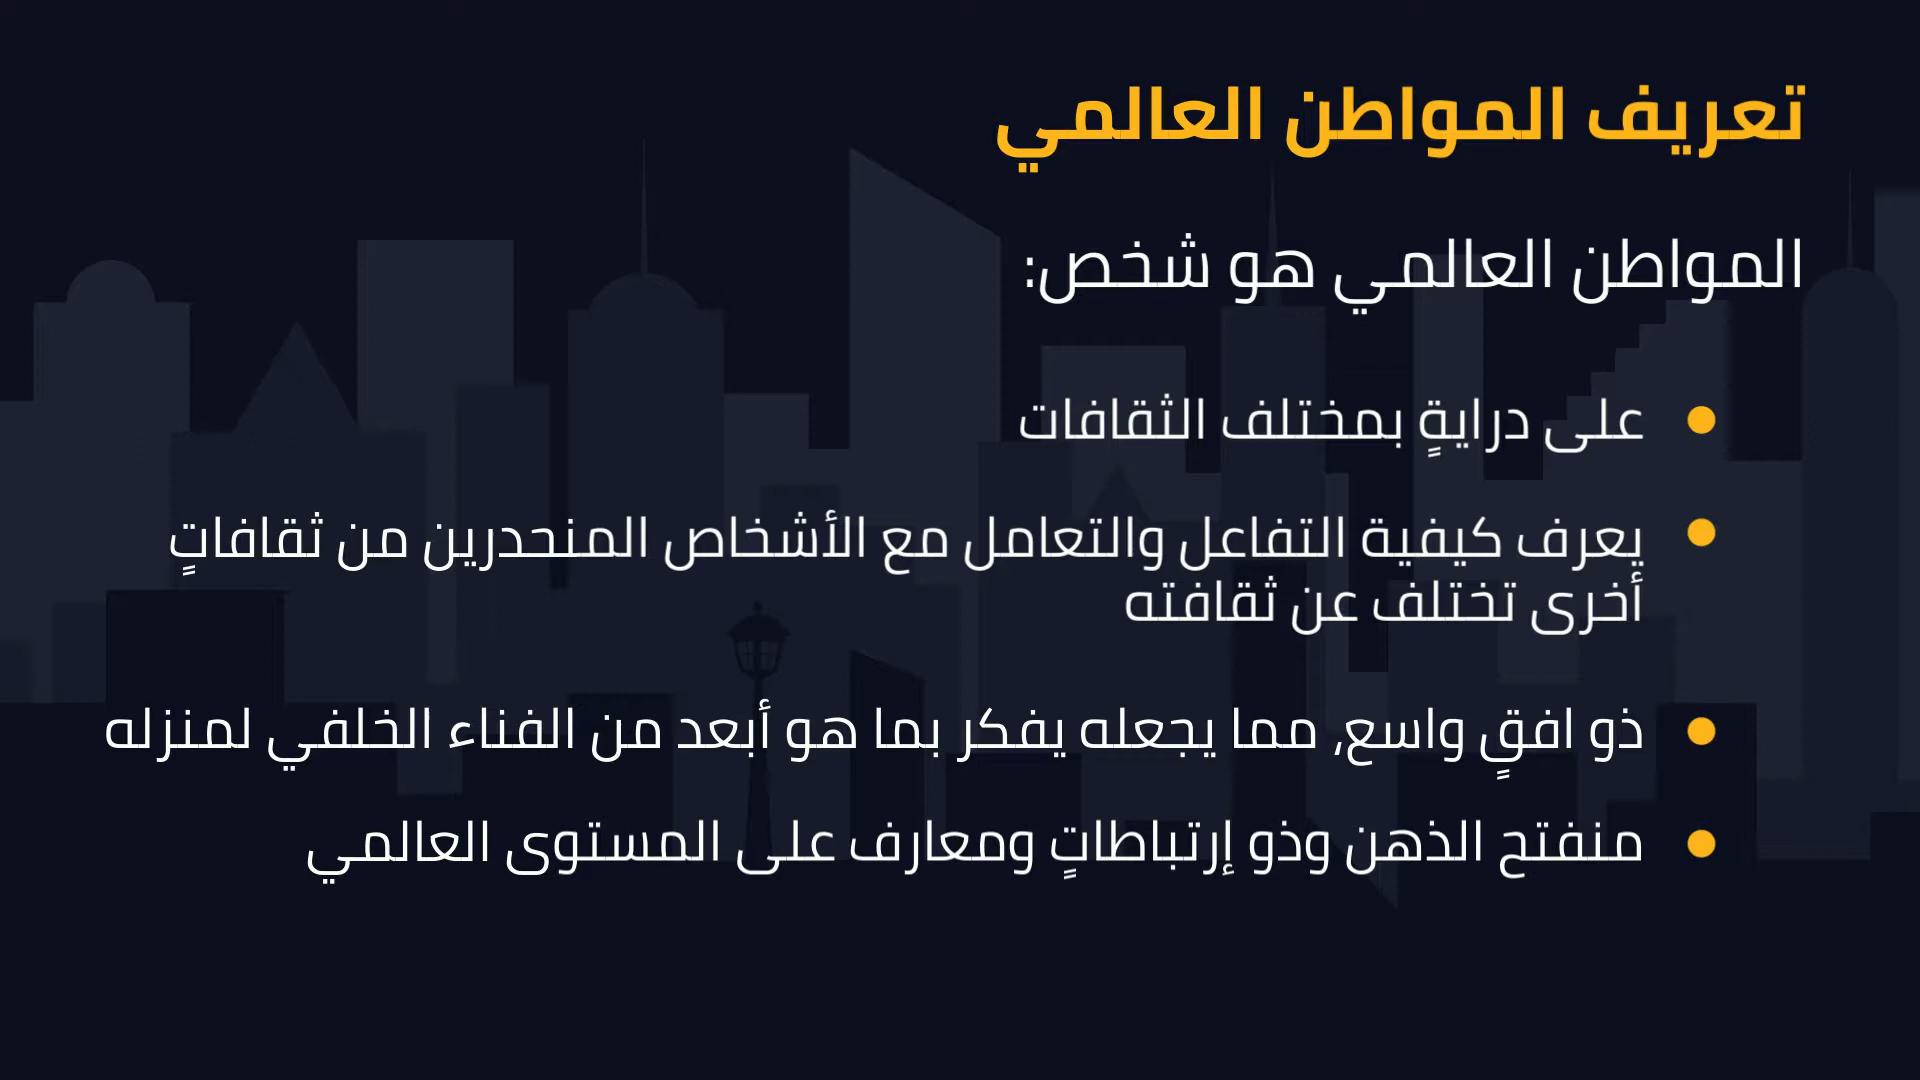 تعريف المواطن العالمي
المواطن العالمي هو شخص:
على درايةٍ بمختلف الثقافات
يعرف كيفية التفاعل والتعامل مع الأشخاص المنحدرين من ثقافاتٍ
أخرى تختلف عن ثقافته
ذو افقٍ واسع, مما يجعله يفكر بما هو أبعد من الفناء الخلفي لمنزله
منفتح الذهن وذو إرتباطاتٍ ومعارف على المستوى العالمي